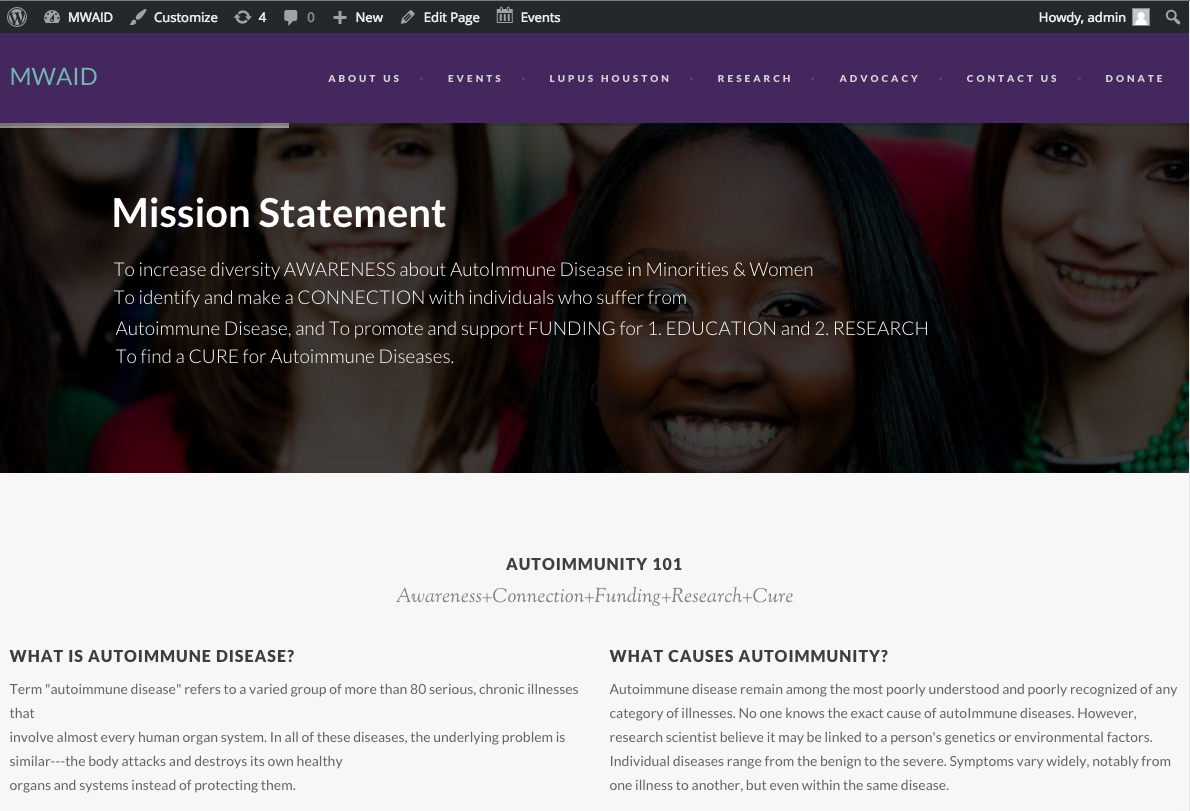 MWAID Customize 4 0 New Edit Page Events Howdy, admin
MWAID
ABOUT US EVENTS LUPUS HOUSTON RESEARCH ADVOCACY CONTACT US DONATE
Mission Statement
To increase diversity AWARENESS about AutoImmune Disease in Minorities & Women
To identify and make a CONNECTION with individuals who suffer from
Autoimmune Disease, and To promote and support FUNDING for 1. EDUCATION and 2. RESEARCH
To find a CURE for Autoimmune Diseases.
AUTOIMMUNITY 101
Awareness+Connection+Funding+Research+Cure
WHAT IS AUTOIMMUNE DISEASE?
Term "autoimmune disease" refers to a varied group of more than 80 serious, chronic illnesses
that
involve almost every human organ system. In all of these diseases, the underlying problem is
similar---the body attacks and destroys its own healthy
organs and systems instead of protecting them.
WHAT CAUSES AUTOIMMUNITY?
Autoimmune disease remain among the most poorly understood and poorly recognized of any
category of illnesses. No one knows the exact cause of autoImmune diseases. However,
research scientist believe it may be linked to a person's genetics or environmental factors.
Individual diseases range from the benign to the severe. Symptoms vary widely, notably from
one illness to another, but even within the same disease.